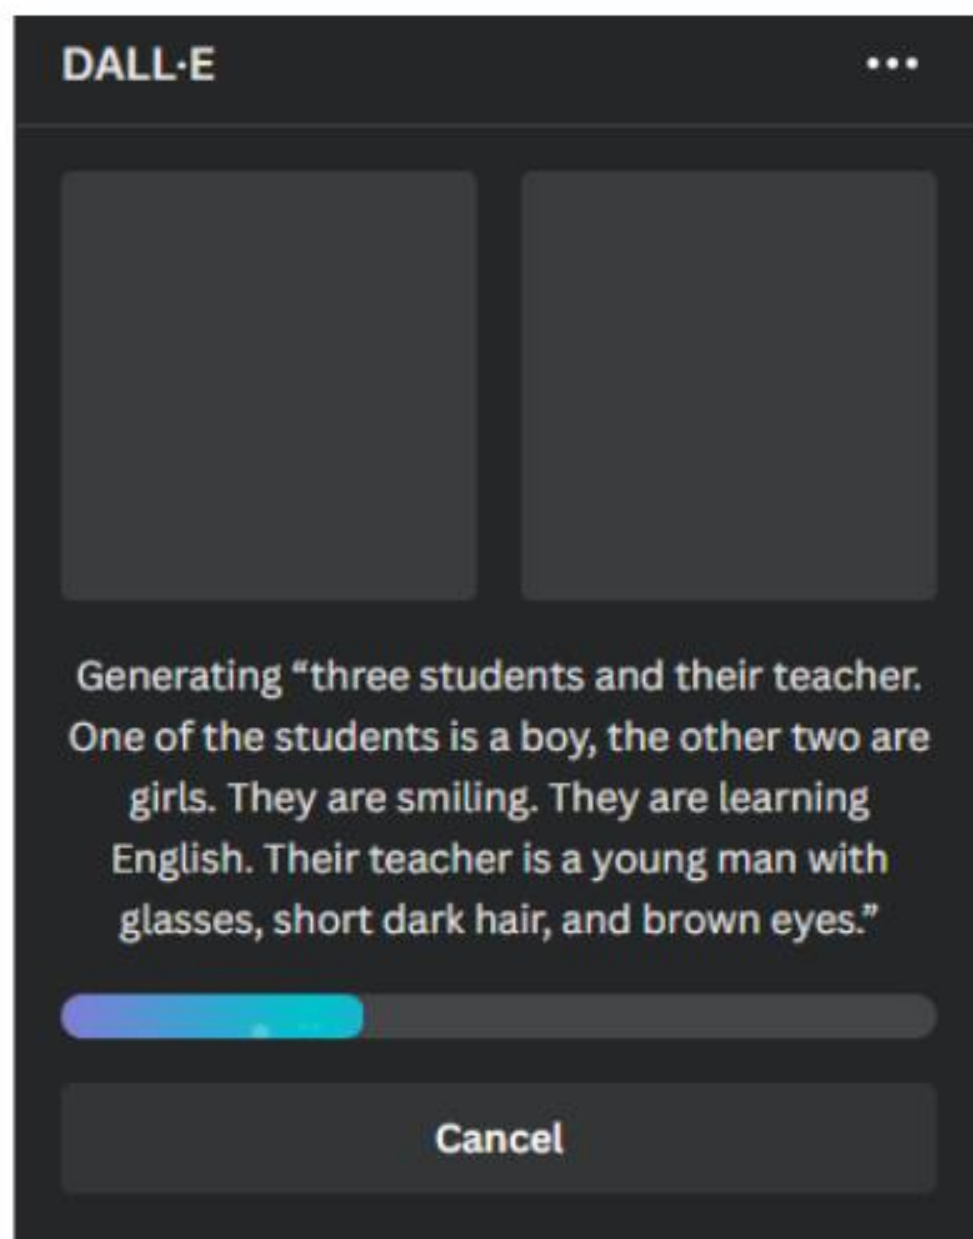 DALL·E
Generating “three students and their teacher.
One of the students is a boy, the other two are
girls. They are smiling. They are learning
English. Their teacher is a young man with
glasses, short dark hair, and brown eyes.”
Cancel